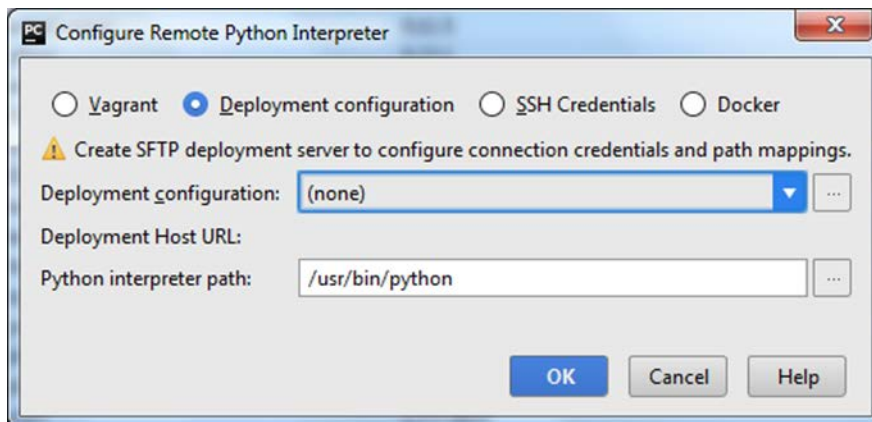 PC Configure Remote Python Interpreter
Vagrant Deployment configuration SSH Credentials Docker
Create SFTP deployment server to configure connection credentials and path mappings.
Deployment configuration: (none) ...
Deployment Host URL:
Python interpreter path: /usr/bin/python ...
OK Cancel Help